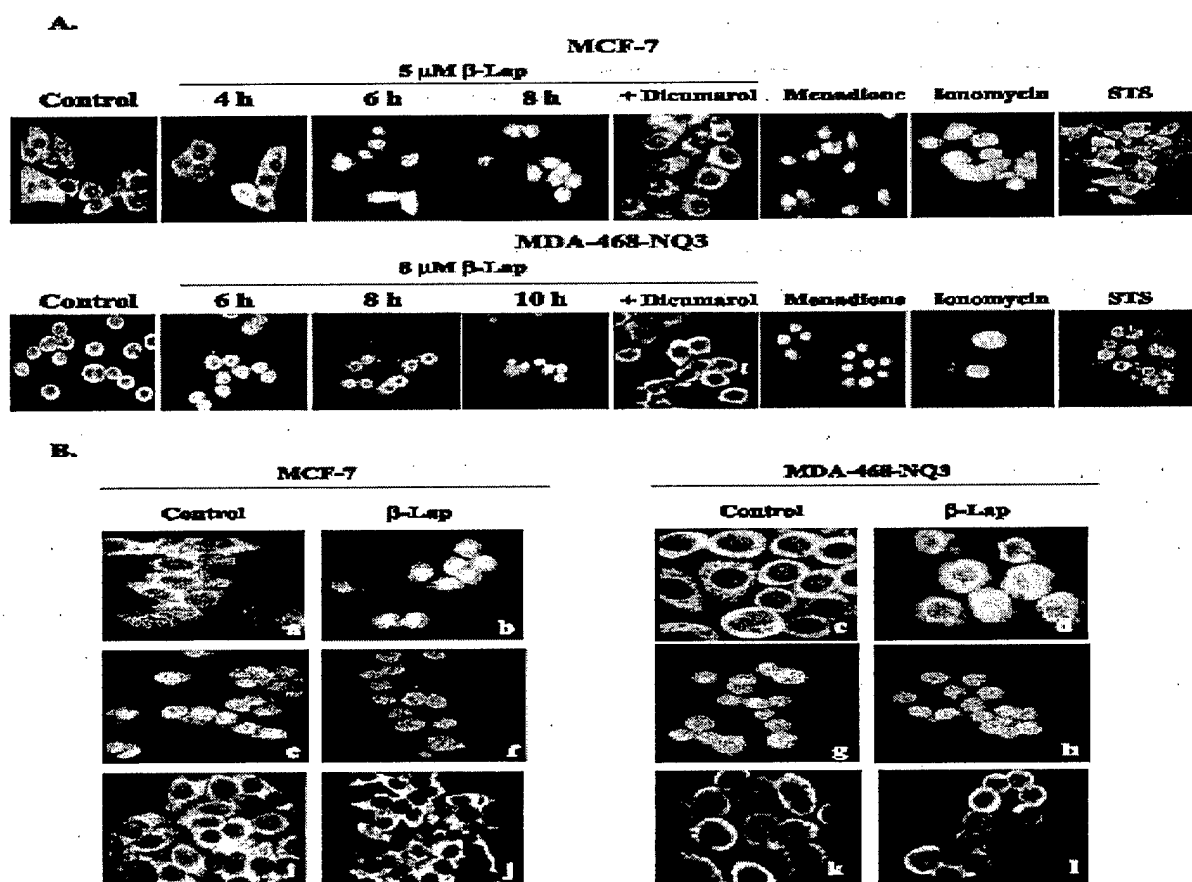 A.
MCF-7
5 μM β-Lap
Control 4 h 6 h 8 h + Dicumarol Menadione Ionomycin STS
MDA-468-NQ3
8 μM β-Lap
Control 6 h 8 h 10 h + Dicumarol Menadione Ionomycin STS
B.
MCF-7 MDA-468-NQ3
Control β-Lap Control β-Lap
a b c d
e f g h
i j k l